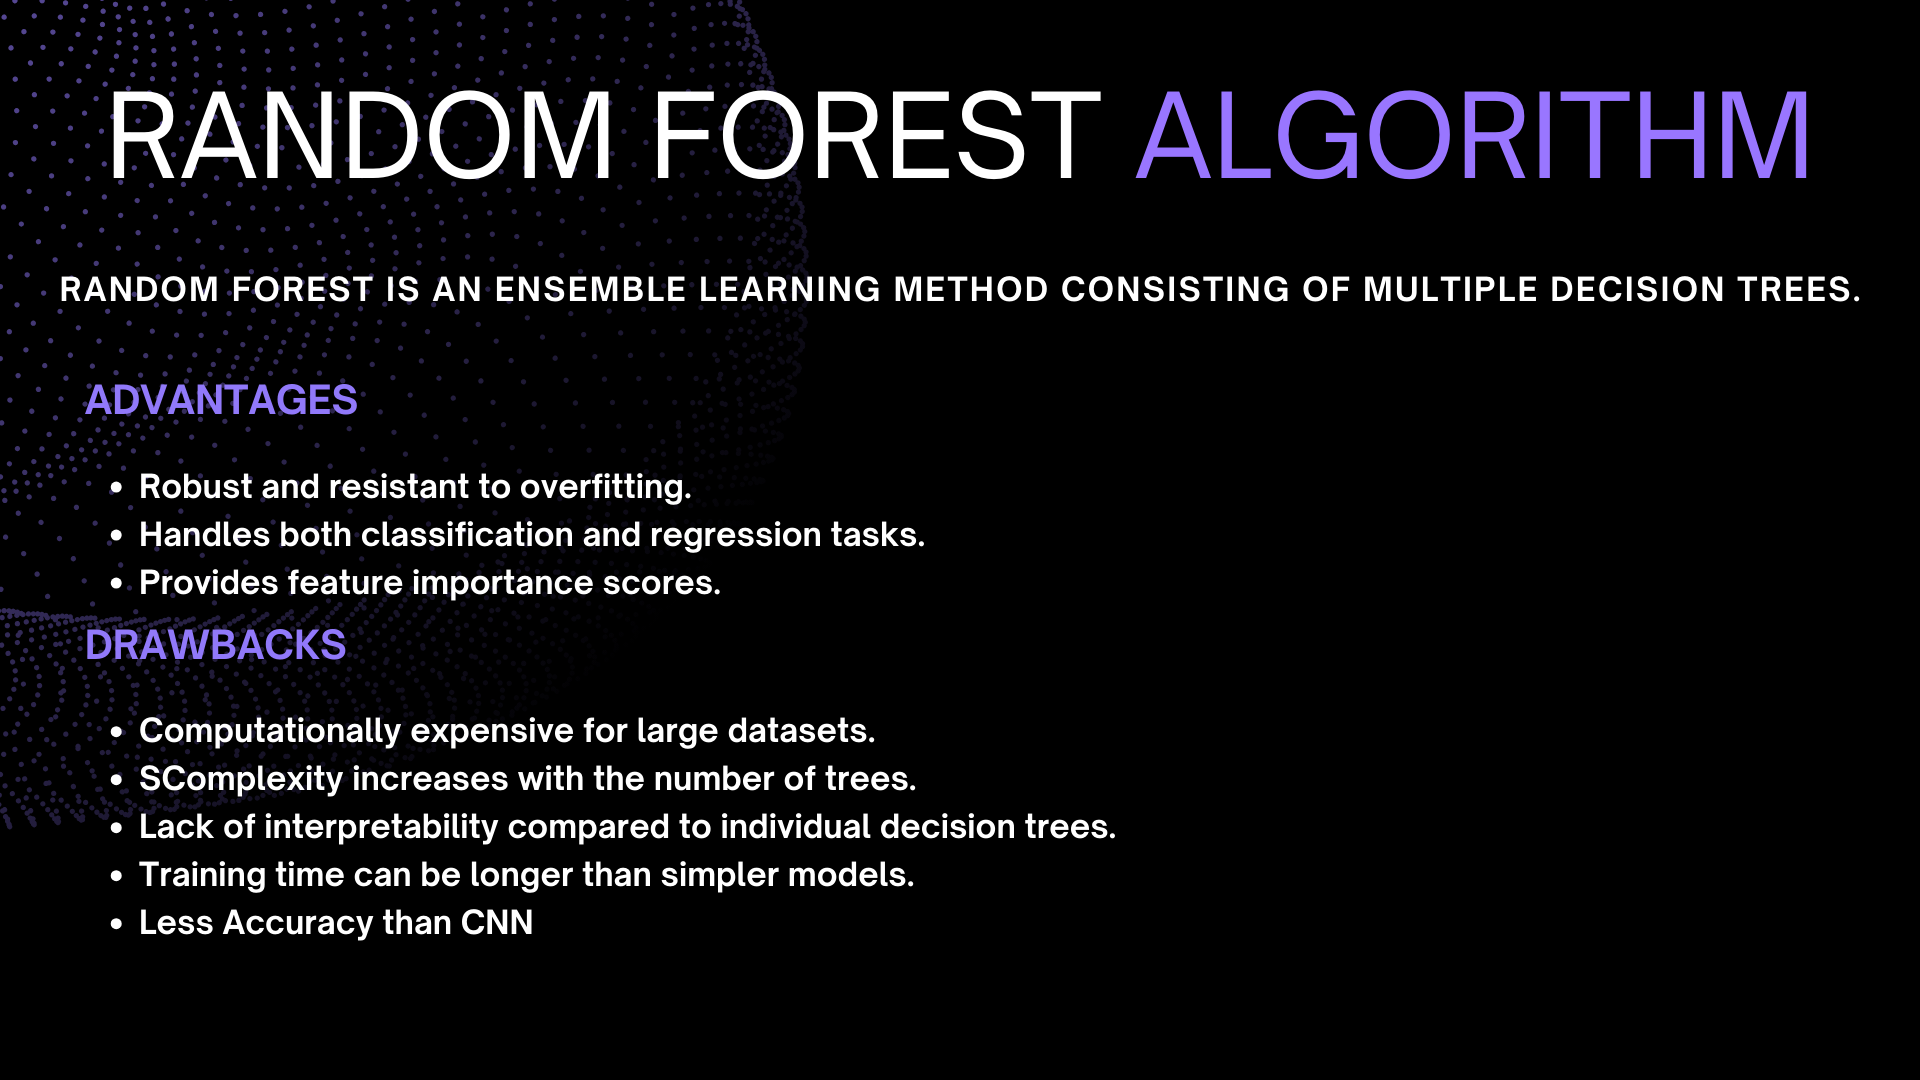 RANDOM FOREST ALGORITHM
RANDOM FOREST IS AN ENSEMBLE LEARNING METHOD CONSISTING OF MULTIPLE DECISION TREES.
ADVANTAGES
• Robust and resistant to overfitting.
• Handles both classification and regression tasks.
• Provides feature importance scores.
DRAWBACKS
• Computationally expensive for large datasets.
• SComplexity increases with the number of trees.
• Lack of interpretability compared to individual decision trees.
• Training time can be longer than simpler models.
• Less Accuracy than CNN